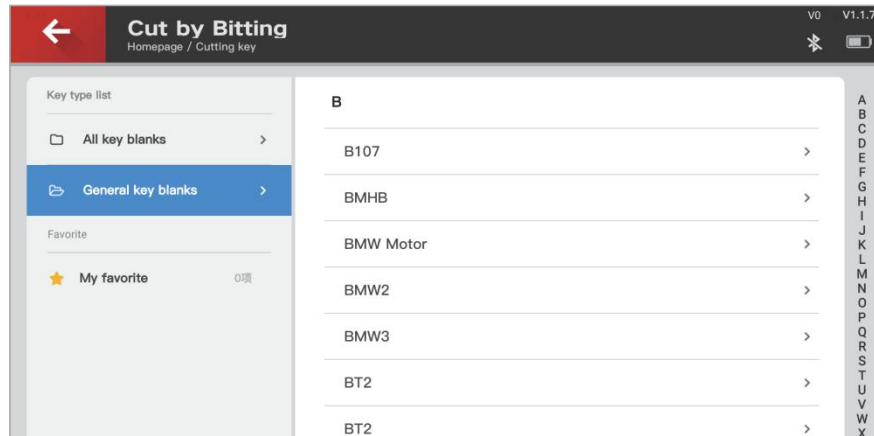 Cut by Bitting
Homepage / Cutting key
V0
V1.1.7
Key type list
All key blanks
General key blanks
Favorite
My favorite
0项
B
B107
BMHB
BMW Motor
BMW2
BMW3
BT2
BT2
A
B
C
D
E
F
G
H
I
J
K
L
M
N
O
P
Q
R
S
T
U
V
W
X